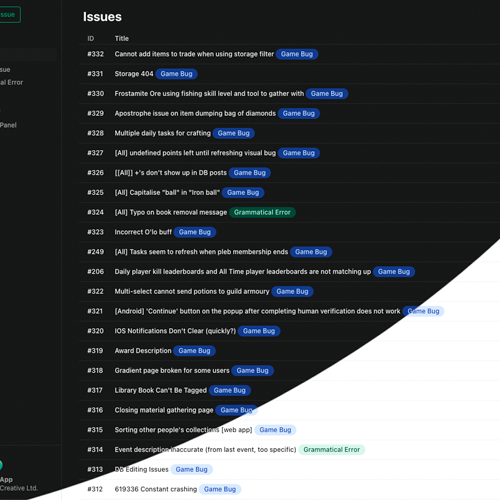 Issues
issue
ID Title
#332 Cannot add items to trade when using storage filter Game Bug
sue
#331 Storage 404 Game Bug
al Error
#330 Frostamite Ore using fishing skill level and tool to gather with Game Bug
#329 Apostrophe issue on item dumping bag of diamonds Game Bug
Panel
#328 Multiple daily tasks for crafting Game Bug
#327 [All] undefined points left until refreshing visual bug Game Bug
#326 [[All]] +'s don't show up in DB posts Game Bug
#325 [All] Capitalise "ball" in "Iron ball" Game Bug
#324 [All] Typo on book removal message Grammatical Error
#323 Incorrect O'lo buff Game Bug
#249 [All] Tasks seem to refresh when pleb membership ends Game Bug
#206 Daily player kill leaderboards and All Time player leaderboards are not matching up Game Bug
#322 Multi-select cannot send potions to guild armoury Game Bug
#321 [Android] 'Continue' button on the popup after completing human verification does not work Game Bug
#320 IOS Notifications Don't Clear (quickly?) Game Bug
#319 Award Description Game Bug
#318 Gradient page broken for some users Game Bug
#317 Library Book Can't Be Tagged Game Bug
#316 Closing material gathering page Game Bug
#315 Sorting other people's collections [web app] Game Bug
#314 Event description inaccurate (from last event, too specific) Grammatical Error
#313 DB Editing Issues Game Bug
App
Creative Ltd.
#312 619336 Constant crashing Game Bug